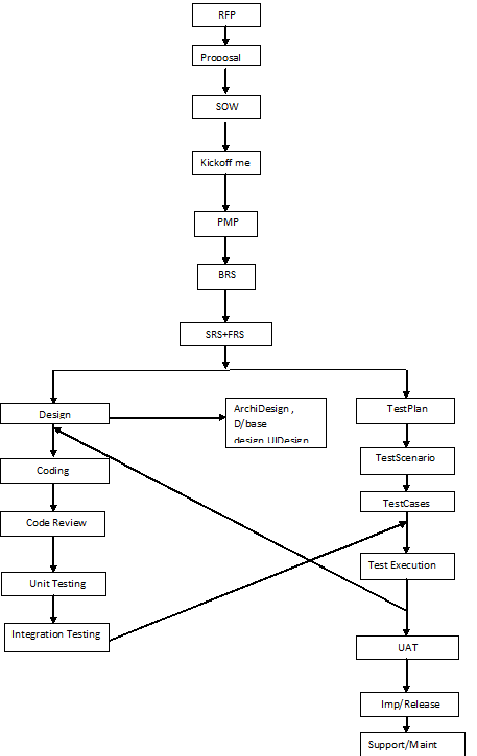 RFP
Proposal
SOW
Kickoff me
PMP
BRS
SRS+FRS
Design
ArchiDesign ,
D/base
design,UIDesign
TestPlan
TestScenario
Coding
TestCases
Code Review
Test Execution
Unit Testing
Integration Testing
UAT
Imp/Release
Support/Maint